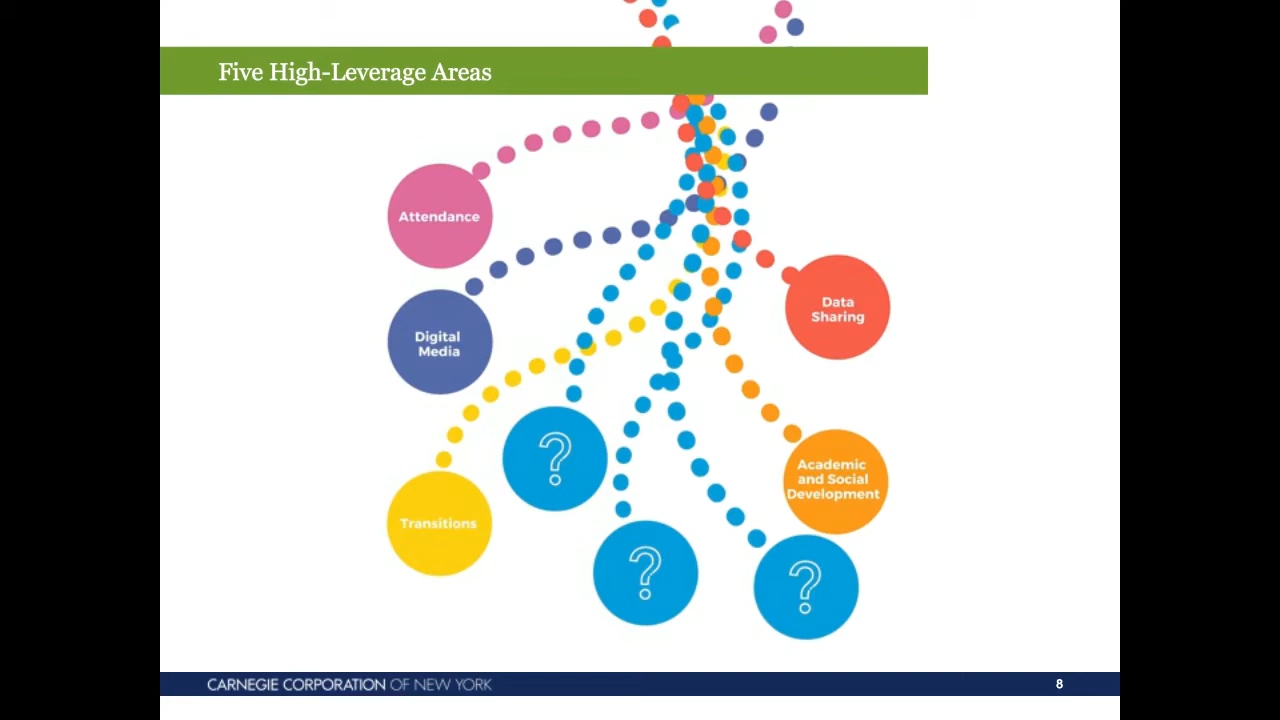 Five High-Leverage Areas
Attendance
Digital
Media
Data
Sharing
?
Transitions
Academic
and Social
Development
?
?
CARNEGIE CORPORATION OF NEW YORK
8